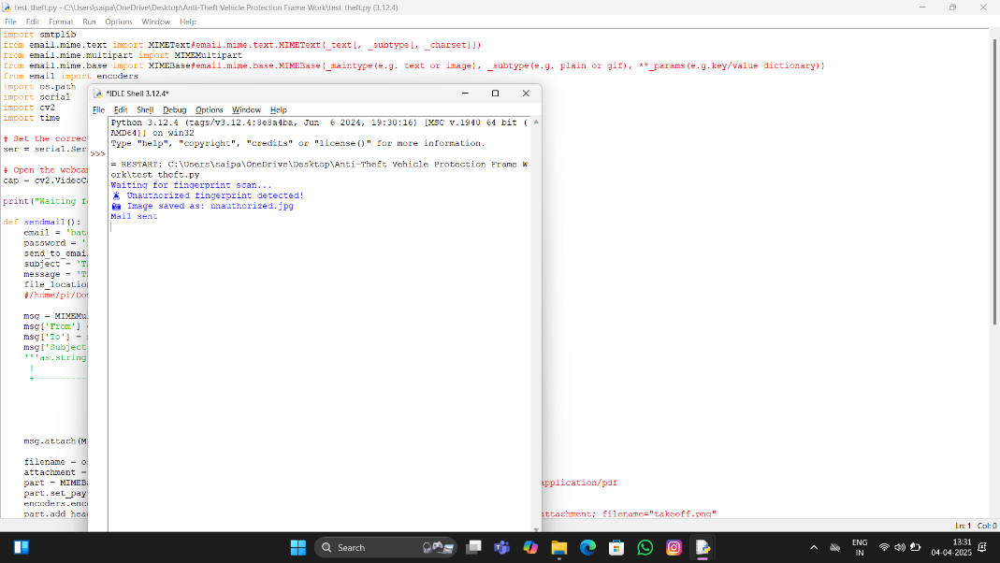 test_theft.py - C:\Users\saipa\OneDrive\Desktop\Anti-Theft Vehicle Protection Frame Work\test_theft.py (3.12.4)
File Edit Format Run Options Window Help
import smtplib
from email.mime.text import MIMEText#email.mime.text.MIMEText(_text[, _subtype[, _charset]])
from email.mime.multipart import MIMEMultipart
from email.mime.base import MIMEBase#email.mime.base.MIMEBase(_maintype(e.g. text or image), _subtype(e.g. plain or gif), **_params(e.g.key/value dictionary))
from email import encoders
import os.path
import serial
import cv2
import time
# Set the correc
ser = serial.Ser
# Open the webca
cap = cv2.VideoC
print("Waiting f
def sendmail():
email = 'bat
password = '
send_to_emai
subject = 'T
message = 'T
file_locatio
#/home/pi/Do
msg = MIMEMu
msg['From']
msg['To'] =
msg['Subject
'''as.string
|
+----------
msg.attach(M
filename = o
attachment =
part = MIMEB
application/pdf
part.set_pay
encoders.enc
part.add_hea
ttachment; filename="takeoff.png"
*IDLE Shell 3.12.4*
File Edit Shell Debug Options Window Help
Python 3.12.4 (tags/v3.12.4:8e8a4ba, Jun  6 2024, 19:30:16) [MSC v.1940 64 bit (
AMD64)] on win32
Type "help", "copyright", "credits" or "license()" for more information.
>>>
= RESTART: C:\Users\saipa\OneDrive\Desktop\Anti-Theft Vehicle Protection Frame W
ork\test_theft.py
Waiting for fingerprint scan...
🚨 Unauthorized fingerprint detected!
📸 Image saved as: unauthorized.jpg
Mail sent
Ln: 1 Col: 0
Search
ENG
IN
13:31
04-04-2025